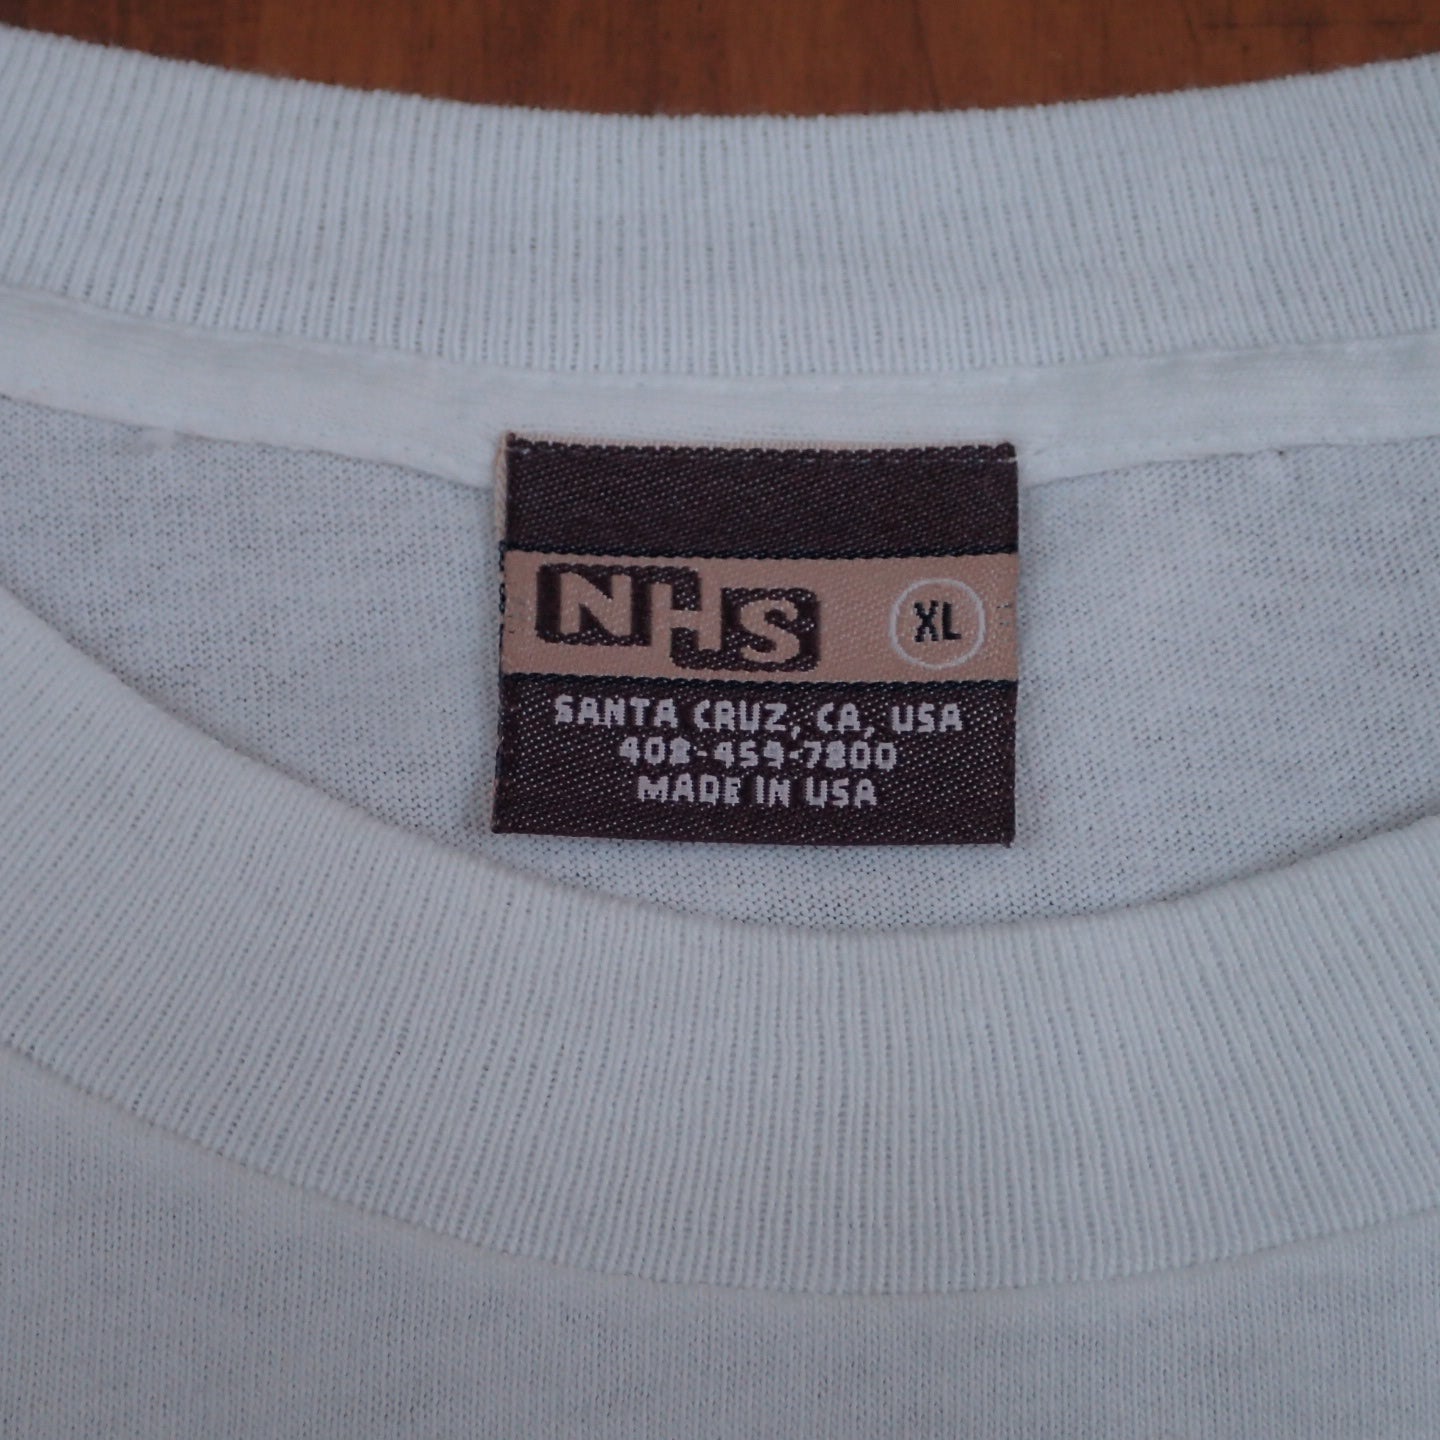 NHS XL
SANTA CRUZ, CA, USA
408-459-7800
MADE IN USA